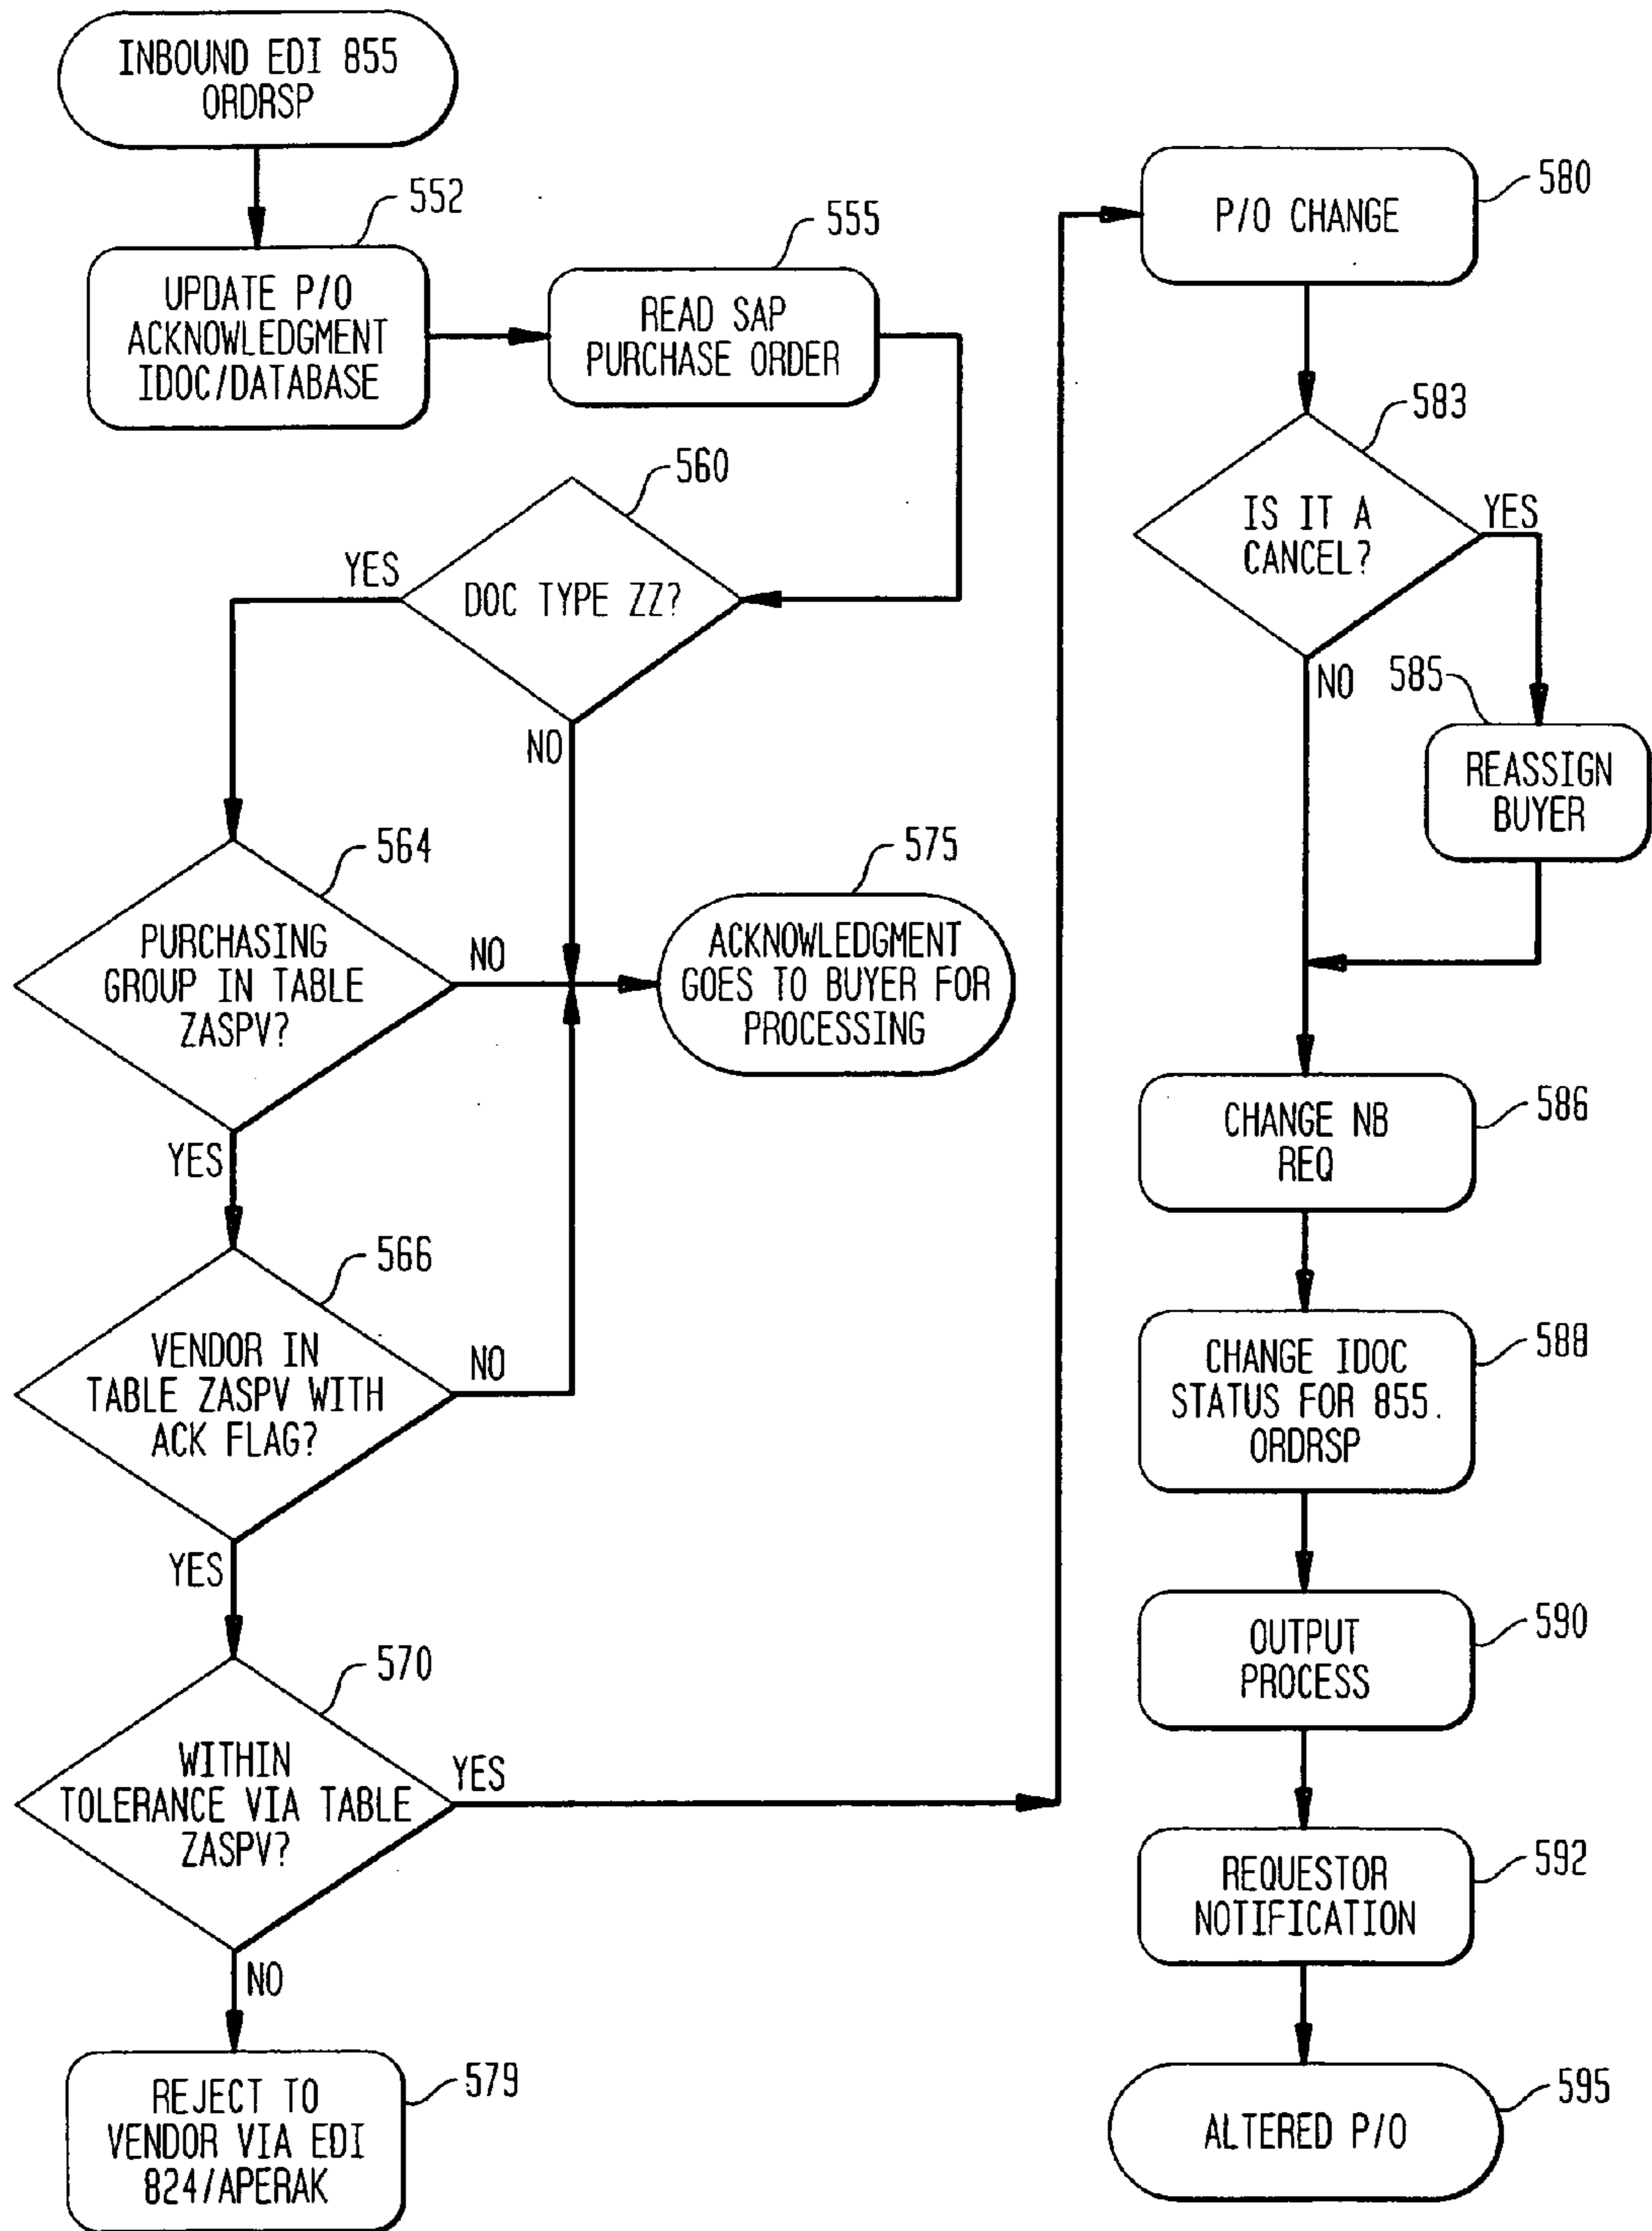 INBOUND EDI 855
ORDRSP
552
UPDATE P/O
ACKNOWLEDGMENT
IDOC/DATABASE
555
READ SAP
PURCHASE ORDER
560
DOC TYPE ZZ?
YES
NO
564
PURCHASING
GROUP IN TABLE
ZASPV?
NO
YES
575
ACKNOWLEDGMENT
GOES TO BUYER FOR
PROCESSING
566
VENDOR IN
TABLE ZASPV WITH
ACK FLAG?
NO
YES
570
WITHIN
TOLERANCE VIA TABLE
ZASPV?
YES
NO
579
REJECT TO
VENDOR VIA EDI
824/APERAK
580
P/O CHANGE
583
IS IT A
CANCEL?
YES
NO
585
REASSIGN
BUYER
586
CHANGE NB
REQ
588
CHANGE IDOC
STATUS FOR 855.
ORDRSP
590
OUTPUT
PROCESS
592
REQUESTOR
NOTIFICATION
595
ALTERED P/O